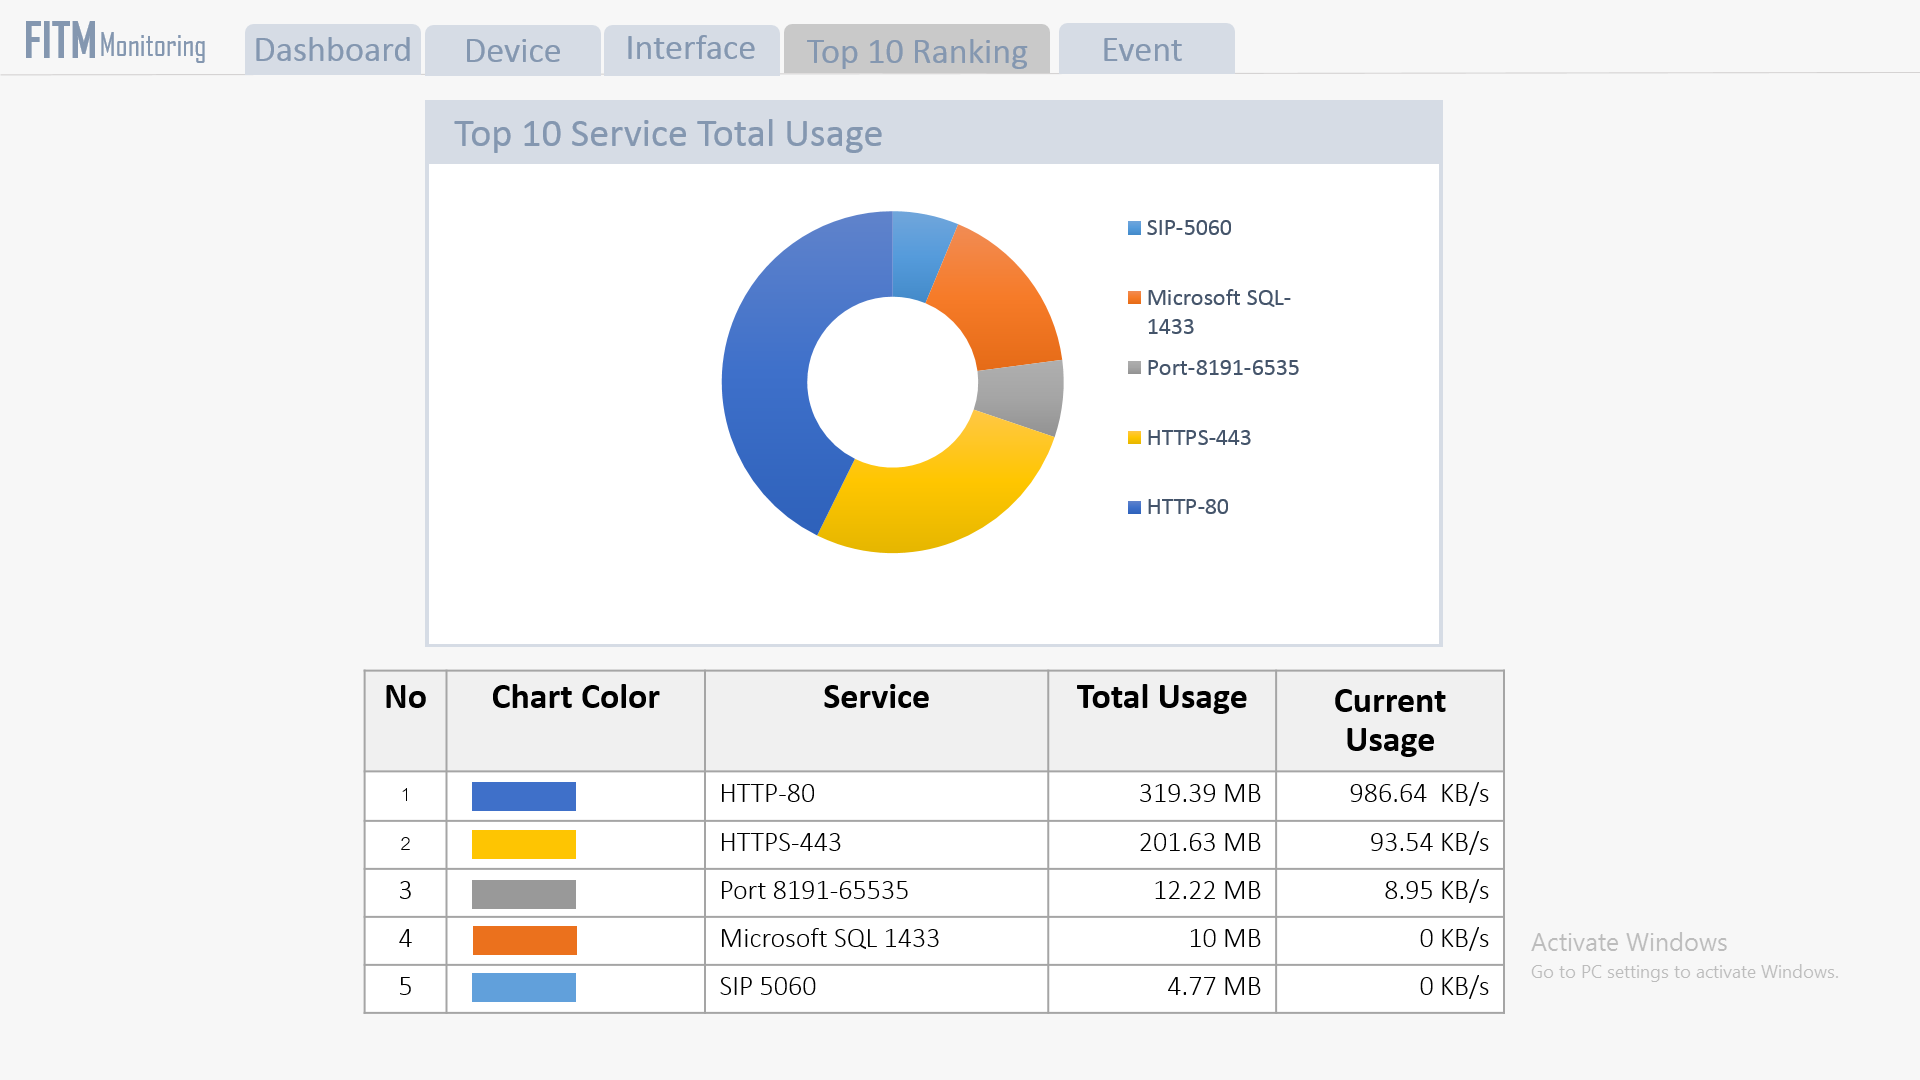 FITM Monitoring
Dashboard
Device
Interface
Top 10 Ranking
Event
Top 10 Service Total Usage
SIP-5060
Microsoft SQL-
1433
Port-8191-6535
HTTPS-443
HTTP-80
No Chart Color Service Total Usage Current
Usage
1 HTTP-80 319.39 MB 986.64 KB/s
2 HTTPS-443 201.63 MB 93.54 KB/s
3 Port 8191-65535 12.22 MB 8.95 KB/s
4 Microsoft SQL 1433 10 MB 0 KB/s
5 SIP 5060 4.77 MB 0 KB/s
Activate Windows
Go to PC settings to activate Windows.